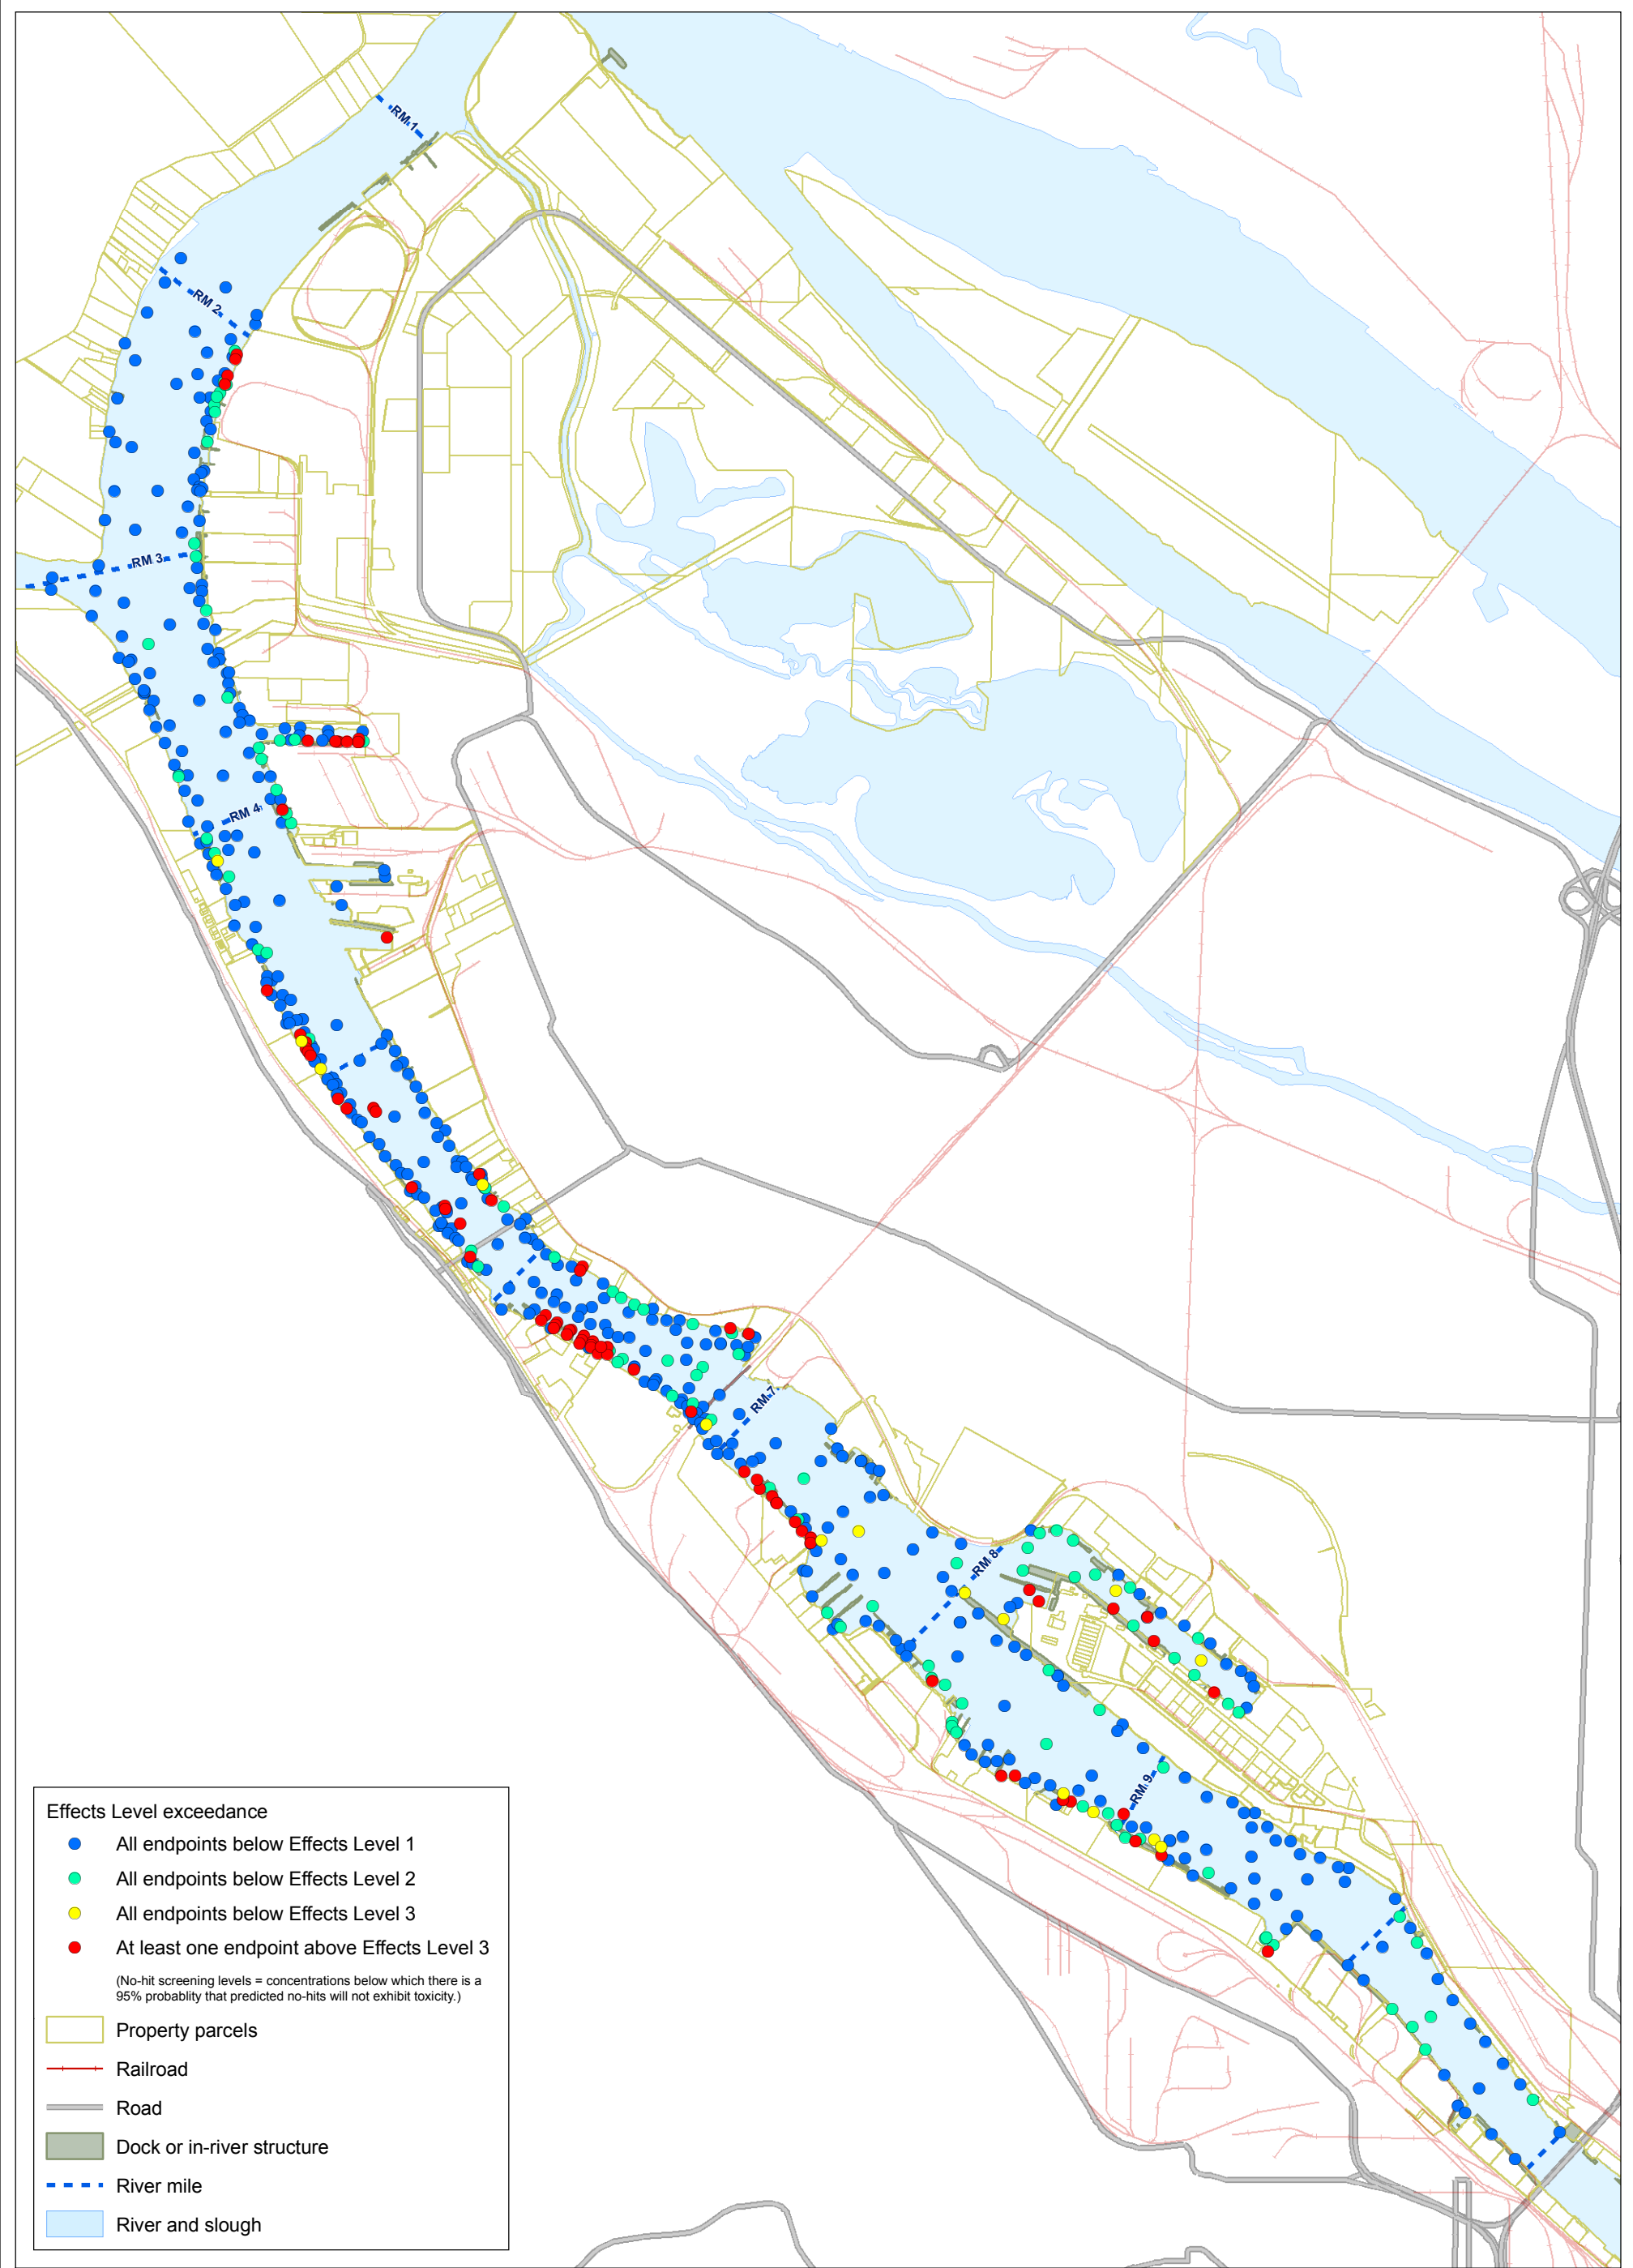 RM 1
RM 2
RM 3
RM 4
RM 7
RM 8
RM 9
Effects Level exceedance
All endpoints below Effects Level 1
All endpoints below Effects Level 2
All endpoints below Effects Level 3
At least one endpoint above Effects Level 3
(No-hit screening levels = concentrations below which there is a
95% probablity that predicted no-hits will not exhibit toxicity.)
Property parcels
Railroad
Road
Dock or in-river structure
River mile
River and slough